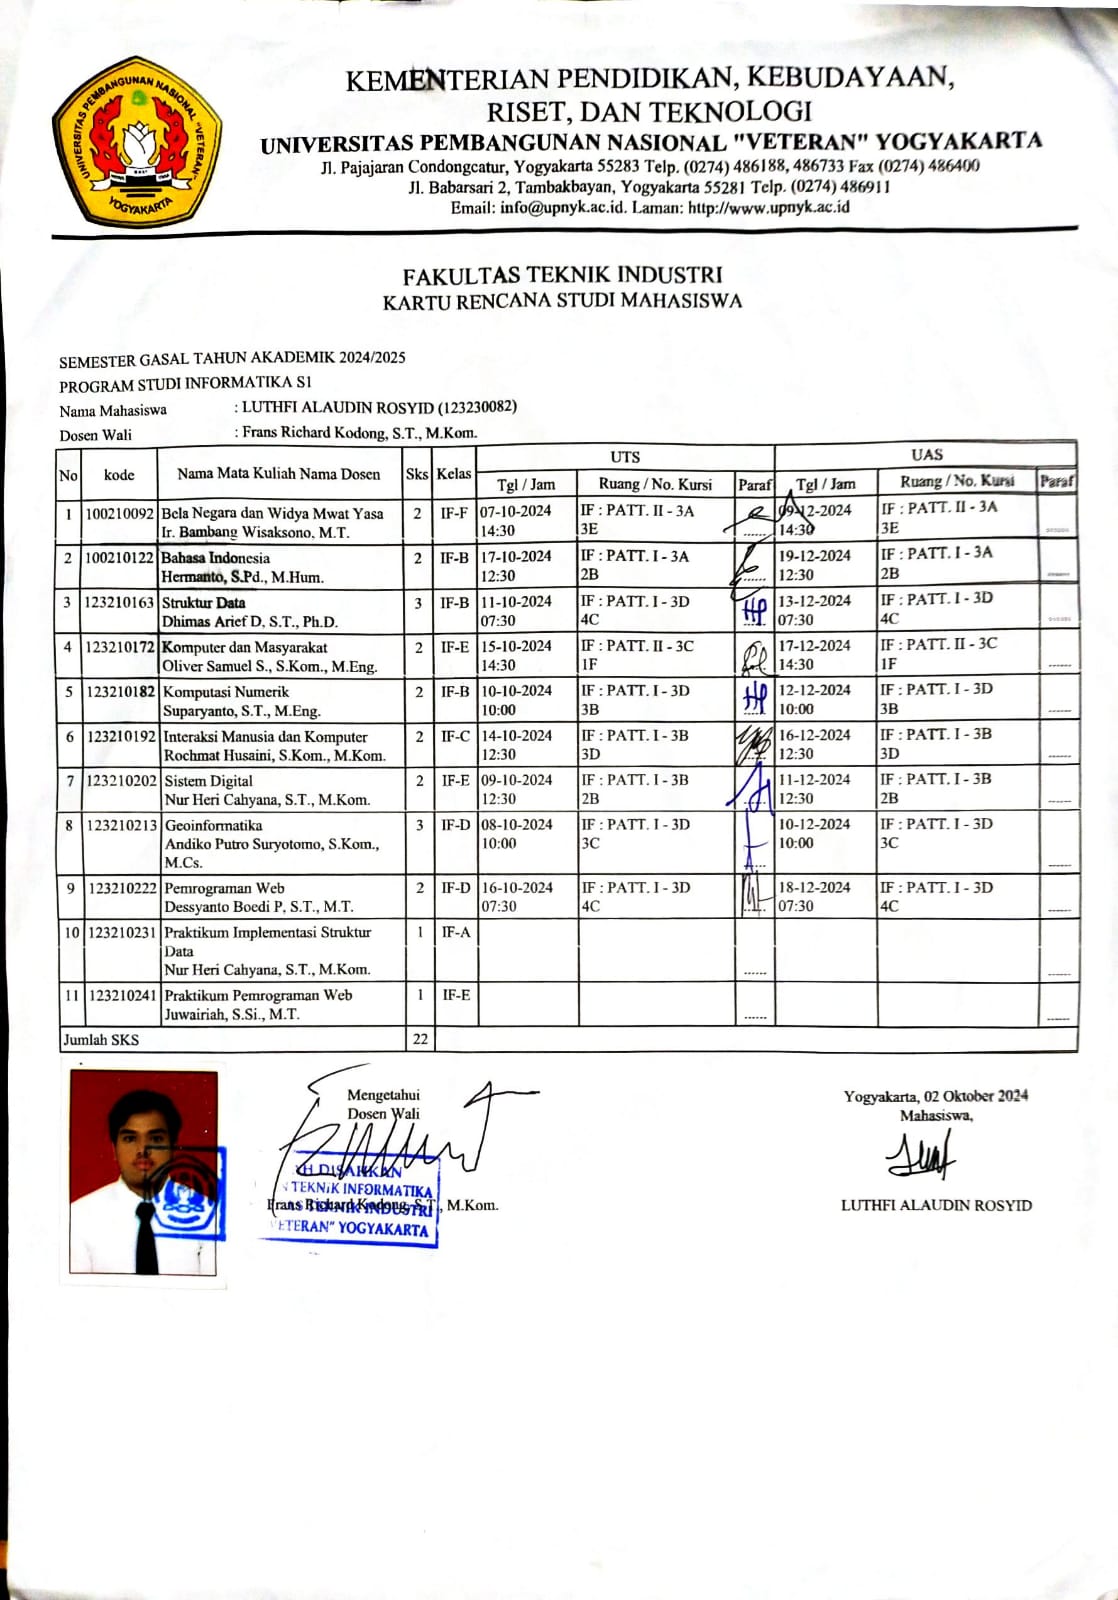 UNIVERSITAS PEMBANGUNAN NASIONAL "VETERAN"
YOGYAKARTA
KEMENTERIAN PENDIDIKAN, KEBUDAYAAN,
RISET, DAN TEKNOLOGI
UNIVERSITAS PEMBANGUNAN NASIONAL "VETERAN" YOGYAKARTA
Jl. Pajajaran Condongcatur, Yogyakarta 55283 Telp. (0274) 486188, 486733 Fax (0274) 486400
Jl. Babarsari 2, Tambakbayan, Yogyakarta 55281 Telp. (0274) 486911
Email: info@upnyk.ac.id. Laman: http://www.upnyk.ac.id
FAKULTAS TEKNIK INDUSTRI
KARTU RENCANA STUDI MAHASISWA
SEMESTER GASAL TAHUN AKADEMIK 2024/2025
PROGRAM STUDI INFORMATIKA S1
Nama Mahasiswa : LUTHFI ALAUDIN ROSYID (123230082)
Dosen Wali : Frans Richard Kodong, S.T., M.Kom.
UTS UAS
No kode Nama Mata Kuliah Nama Dosen Sks Kelas Tgl / Jam Ruang / No. Kursi Paraf Tgl / Jam Ruang / No. Kursi Paraf
1 100210092 Bela Negara dan Widya Mwat Yasa 2 IF-F 07-10-2024 IF : PATT. II - 3A 09-12-2024 IF : PATT. II - 3A
Ir. Bambang Wisaksono, M.T. 14:30 3E 14:30 3E
2 100210122 Bahasa Indonesia 2 IF-B 17-10-2024 IF : PATT. I - 3A 19-12-2024 IF : PATT. I - 3A
Hermanto, S.Pd., M.Hum. 12:30 2B 12:30 2B
3 123210163 Struktur Data 3 IF-B 11-10-2024 IF : PATT. I - 3D 13-12-2024 IF : PATT. I - 3D
Dhimas Arief D, S.T., Ph.D. 07:30 4C 07:30 4C
4 123210172 Komputer dan Masyarakat 2 IF-E 15-10-2024 IF : PATT. II - 3C 17-12-2024 IF : PATT. II - 3C
Oliver Samuel S., S.Kom., M.Eng. 14:30 1F 14:30 1F
5 123210182 Komputasi Numerik 2 IF-B 10-10-2024 IF : PATT. I - 3D 12-12-2024 IF : PATT. I - 3D
Suparyanto, S.T., M.Eng. 10:00 3B 10:00 3B
6 123210192 Interaksi Manusia dan Komputer 2 IF-C 14-10-2024 IF : PATT. I - 3B 16-12-2024 IF : PATT. I - 3B
Rochmat Husaini, S.Kom., M.Kom. 12:30 3D 12:30 3D
7 123210202 Sistem Digital 2 IF-E 09-10-2024 IF : PATT. I - 3B 11-12-2024 IF : PATT. I - 3B
Nur Heri Cahyana, S.T., M.Kom. 12:30 2B 12:30 2B
8 123210213 Geoinformatika 3 IF-D 08-10-2024 IF : PATT. I - 3D 10-12-2024 IF : PATT. I - 3D
Andiko Putro Suryotomo, S.Kom., 10:00 3C 10:00 3C
M.Cs.
9 123210222 Pemrograman Web 2 IF-D 16-10-2024 IF : PATT. I - 3D 18-12-2024 IF : PATT. I - 3D
Dessyanto Boedi P, S.T., M.T. 07:30 4C 07:30 4C
10 123210231 Praktikum Implementasi Struktur 1 IF-A
Data
Nur Heri Cahyana, S.T., M.Kom.
11 123210241 Praktikum Pemrograman Web 1 IF-E
Juwairiah, S.Si., M.T.
Jumlah SKS 22
Mengetahui
Dosen Wali
H DISAHKAN
TEKNIK INFORMATIKA
TEKNIK INDUSTRI
ETERAN" YOGYAKARTA
Frans Richard Kodong, S.T., M.Kom.
Yogyakarta, 02 Oktober 2024
Mahasiswa,
LUTHFI ALAUDIN ROSYID